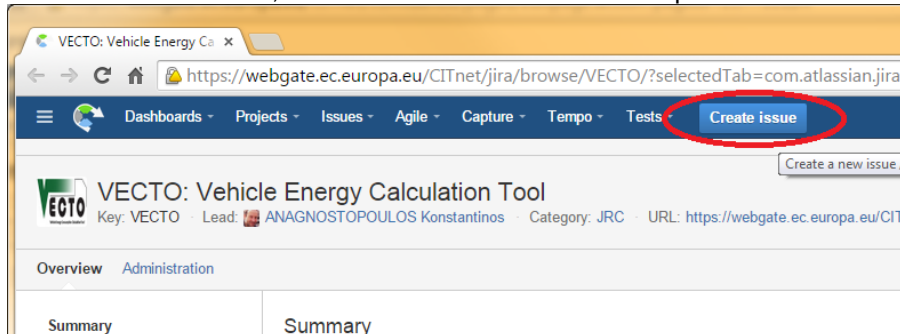 VECTO: Vehicle Energy Ca
https://webgate.ec.europa.eu/CITnet/jira/browse/VECTO/?selectedTab=com.atlassian.jira
Dashboards Projects Issues Agile Capture Tempo Tests Create issue
Create a new issue
VECTO VECTO: Vehicle Energy Calculation Tool
Key: VECTO · Lead: ANAGNOSTOPOULOS Konstantinos · Category: JRC · URL: https://webgate.ec.europa.eu/CIT
Overview Administration
Summary Summary